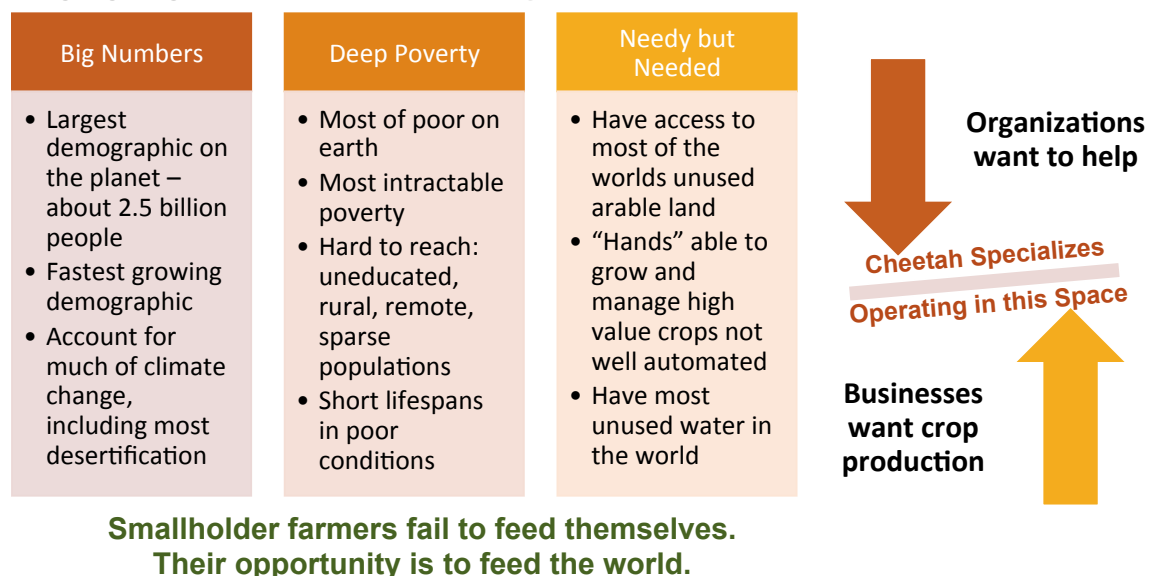 Big Numbers
• Largest
demographic on
the planet –
about 2.5 billion
people
• Fastest growing
demographic
• Account for
much of climate
change,
including most
desertification
Deep Poverty
• Most of poor on
earth
• Most intractable
poverty
• Hard to reach:
uneducated,
rural, remote,
sparse
populations
• Short lifespans
in poor
conditions
Needy but
Needed
• Have access to
most of the
worlds unused
arable land
• “Hands” able to
grow and
manage high
value crops not
well automated
• Have most
unused water in
the world
Organizations
want to help
Cheetah Specializes
Operating in this Space
Businesses
want crop
production
Smallholder farmers fail to feed themselves.
Their opportunity is to feed the world.